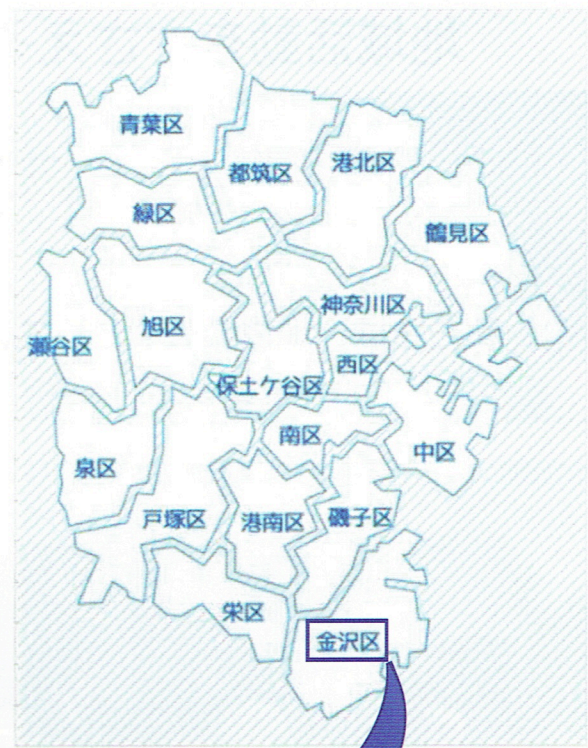 青葉区
都筑区
港北区
緑区
鶴見区
神奈川区
旭区
瀬谷区
西区
保土ケ谷区
南区
中区
泉区
戸塚区
港南区
磯子区
栄区
金沢区